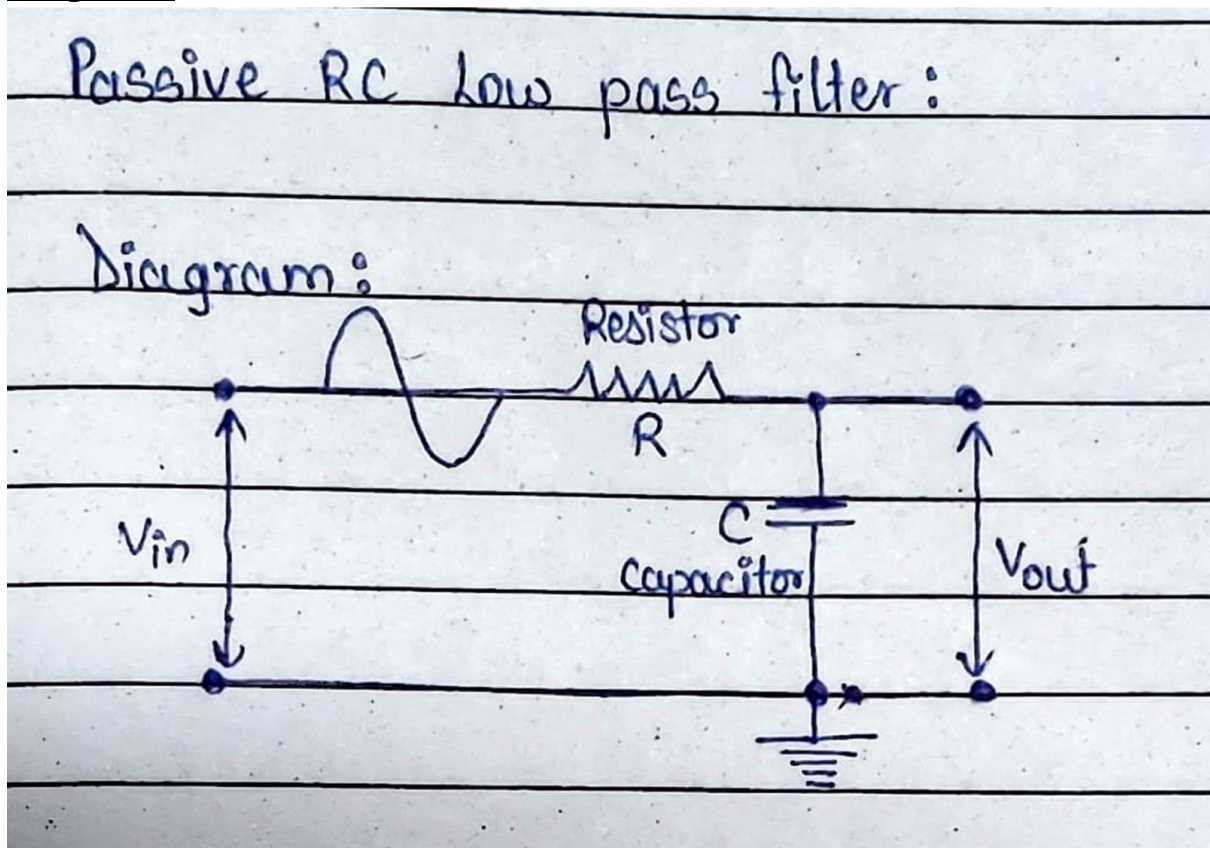 Passive RC Low pass filter:
Diagram:
Resistor
R
Vin
C
capacitor
Vout